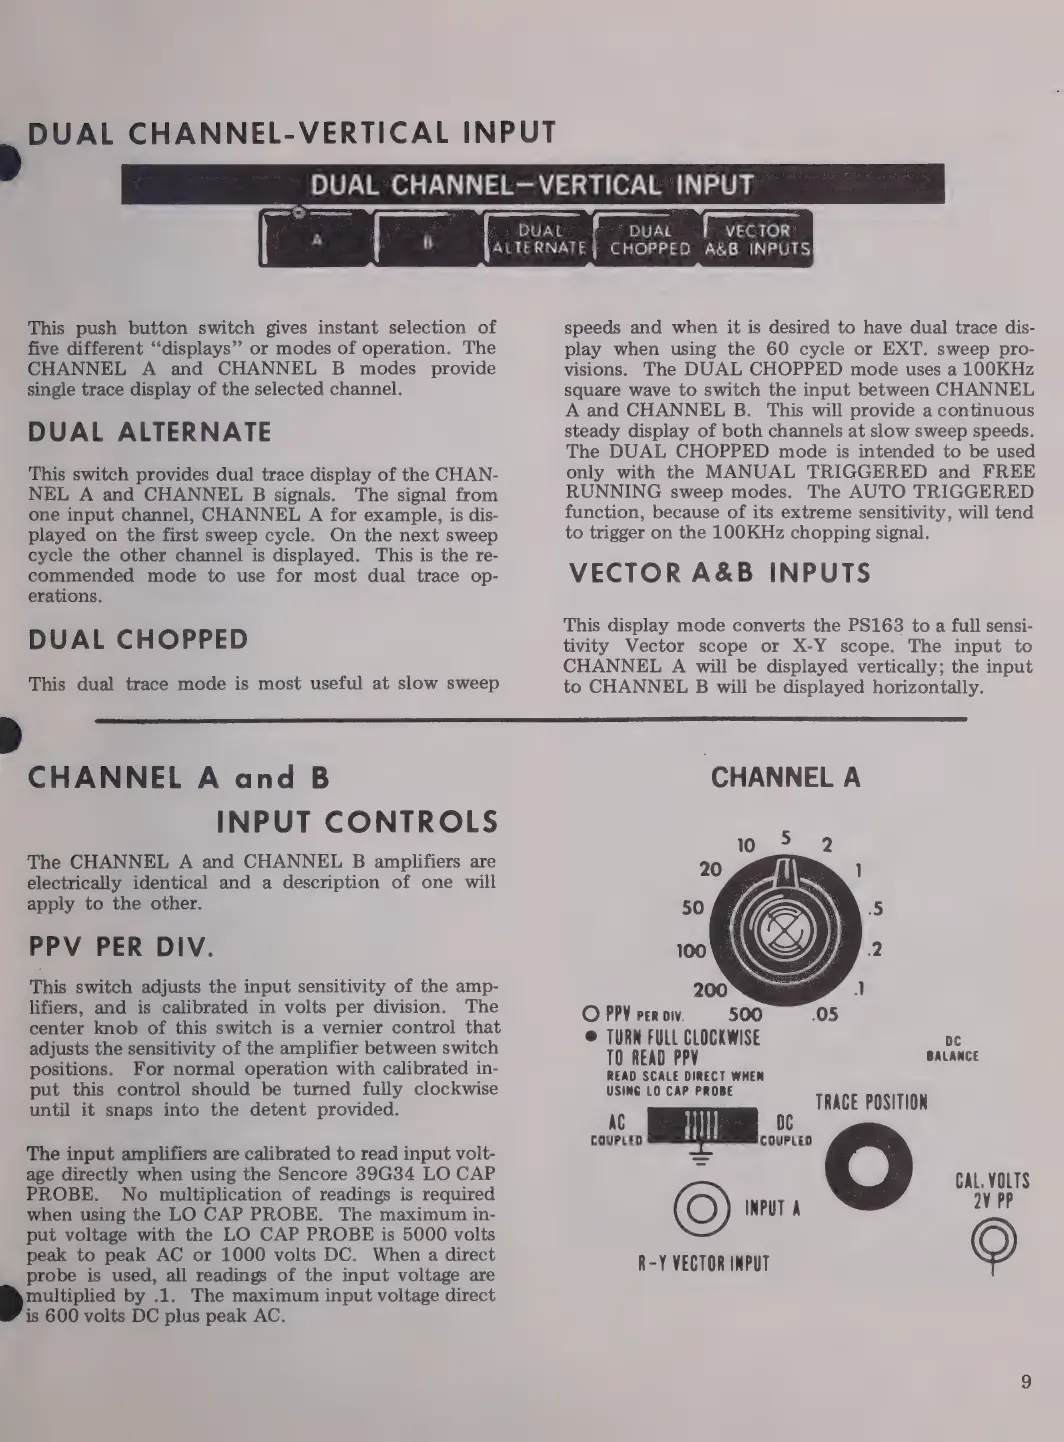 DUAL CHANNEL-VERTICAL INPUT
DUAL CHANNEL—VERTICAL INPUT
A
B
DUAL
ALTERNATE
DUAL
CHOPPED
VECTOR
A&B INPUTS
This push button switch gives instant selection of
five different “displays” or modes of operation. The
CHANNEL A and CHANNEL B modes provide
single trace display of the selected channel.
DUAL ALTERNATE
This switch provides dual trace display of the CHAN-
NEL A and CHANNEL B signals. The signal from
one input channel, CHANNEL A for example, is dis-
played on the first sweep cycle. On the next sweep
cycle the other channel is displayed. This is the re-
commended mode to use for most dual trace op-
erations.
DUAL CHOPPED
This dual trace mode is most useful at slow sweep
speeds and when it is desired to have dual trace dis-
play when using the 60 cycle or EXT. sweep pro-
visions. The DUAL CHOPPED mode uses a 100KHz
square wave to switch the input between CHANNEL
A and CHANNEL B. This will provide a continuous
steady display of both channels at slow sweep speeds.
The DUAL CHOPPED mode is intended to be used
only with the MANUAL TRIGGERED and FREE
RUNNING sweep modes. The AUTO TRIGGERED
function, because of its extreme sensitivity, will tend
to trigger on the 100KHz chopping signal.
VECTOR A&B INPUTS
This display mode converts the PS163 to a full sensi-
tivity Vector scope or X-Y scope. The input to
CHANNEL A will be displayed vertically; the input
to CHANNEL B will be displayed horizontally.
CHANNEL A and B
INPUT CONTROLS
The CHANNEL A and CHANNEL B amplifiers are
electrically identical and a description of one will
apply to the other.
PPV PER DIV.
This switch adjusts the input sensitivity of the amp-
lifiers, and is calibrated in volts per division. The
center knob of this switch is a vernier control that
adjusts the sensitivity of the amplifier between switch
positions. For normal operation with calibrated in-
put this control should be turned fully clockwise
until it snaps into the detent provided.
The input amplifiers are calibrated to read input volt-
age directly when using the Sencore 39G34 LO CAP
PROBE. No multiplication of readings is required
when using the LO CAP PROBE. The maximum in-
put voltage with the LO CAP PROBE is 5000 volts
peak to peak AC or 1000 volts DC. When a direct
probe is used, all readings of the input voltage are
multiplied by .1. The maximum input voltage direct
is 600 volts DC plus peak AC.
CHANNEL A
10 5 2
20 1
50 .5
100 .2
200 .1
PPV PER DIV. 500 .05
TURN FULL CLOCKWISE
TO READ PPV
READ SCALE DIRECT WHEN
USING LO CAP PROBE
DC
BALANCE
AC
COUPLED
DC
COUPLED
TRACE POSITION
INPUT A
CAL. VOLTS
2V PP
R-Y VECTOR INPUT
9